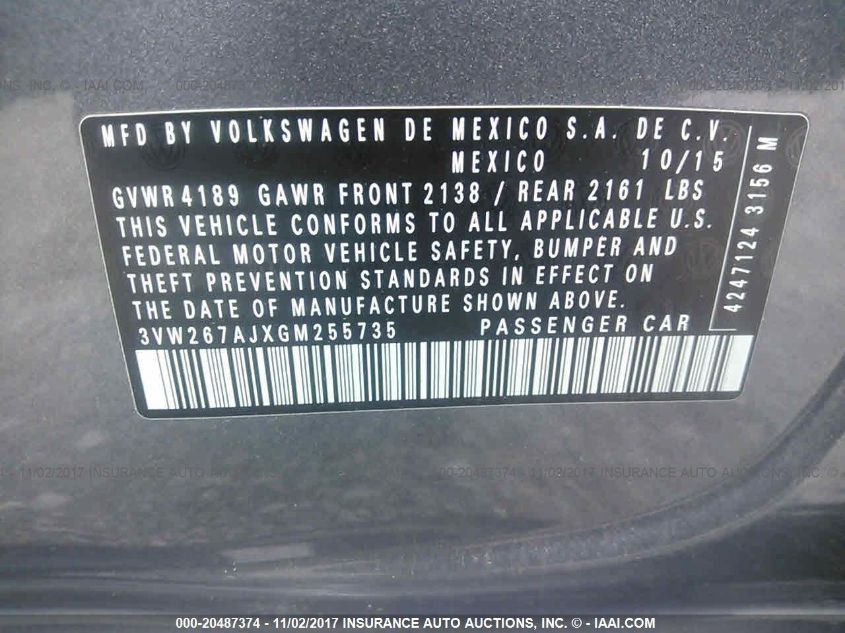 MFD BY VOLKSWAGEN DE MEXICO S.A. DE C.V.
MEXICO 10/15
GVWR 4189 GAWR FRONT 2138 / REAR 2161 LBS
THIS VEHICLE CONFORMS TO ALL APPLICABLE U.S.
FEDERAL MOTOR VEHICLE SAFETY, BUMPER AND
THEFT PREVENTION STANDARDS IN EFFECT ON
THE DATE OF MANUFACTURE SHOWN ABOVE.
3VW267AJXGM255735 PASSENGER CAR
4247124 3156 M
000-20487374 - 11/02/2017 INSURANCE AUTO AUCTIONS, INC. - © IAAI.COM